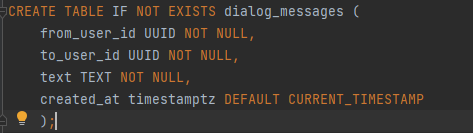 CREATE TABLE IF NOT EXISTS dialog_messages (
    from_user_id UUID NOT NULL,
    to_user_id UUID NOT NULL,
    text TEXT NOT NULL,
    created_at timestamptz DEFAULT CURRENT_TIMESTAMP
    );